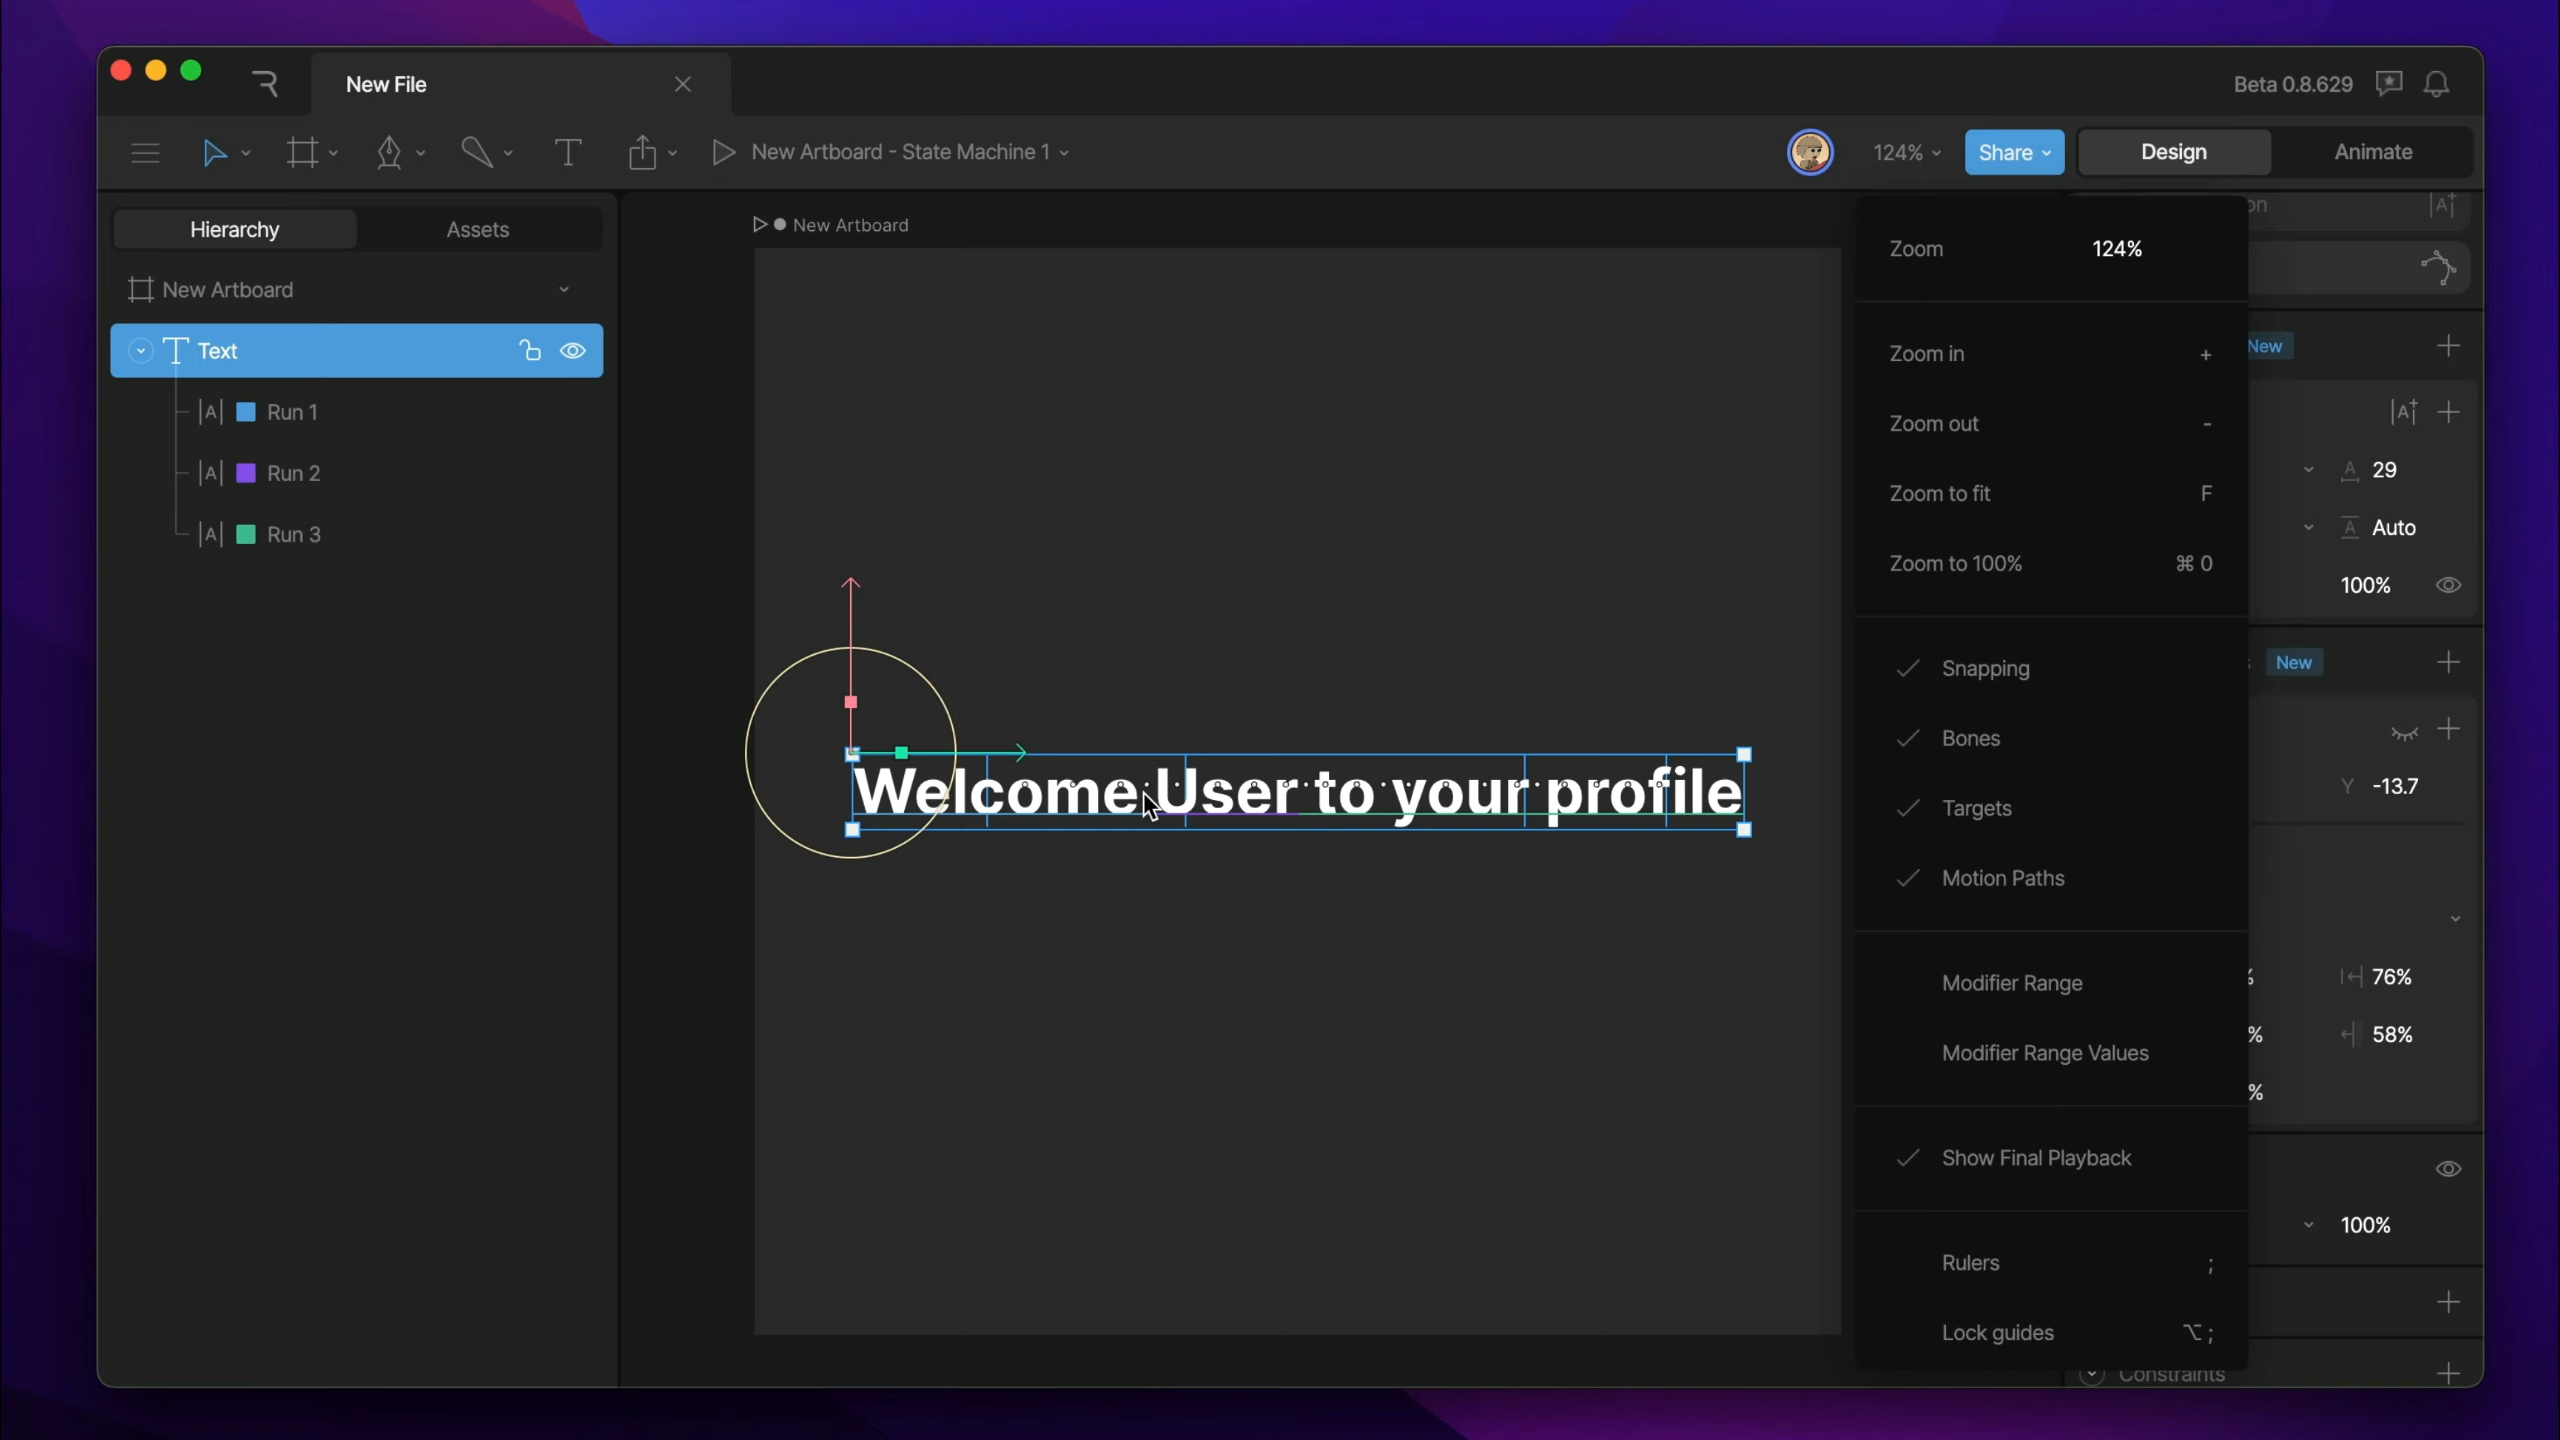 New File
Beta 0.8.629
New Artboard - State Machine 1
124%
Share
Design
Animate
Hierarchy
Assets
New Artboard
Text
Run 1
Run 2
Run 3
New Artboard
Welcome User to your profile
Zoom 124%
Zoom in +
Zoom out -
Zoom to fit F
Zoom to 100% ⌘ 0
Snapping
Bones
Targets
Motion Paths
Modifier Range
Modifier Range Values
Show Final Playback
Rulers ;
Lock guides ⌥ ;
on
New
29
Auto
100%
New
Y -13.7
76%
% 58%
%
100%
Constraints